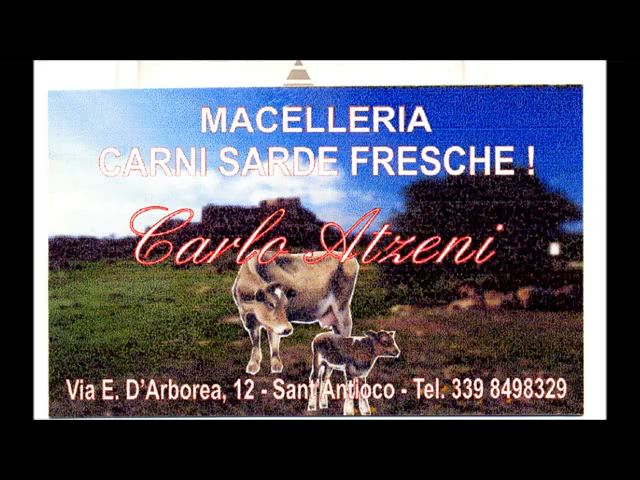 MACELLERIA
CARNI SARDE FRESCHE !
Carlo Atzeni
Via E. D'Arborea, 12 - Sant'Antioco - Tel. 339 8498329